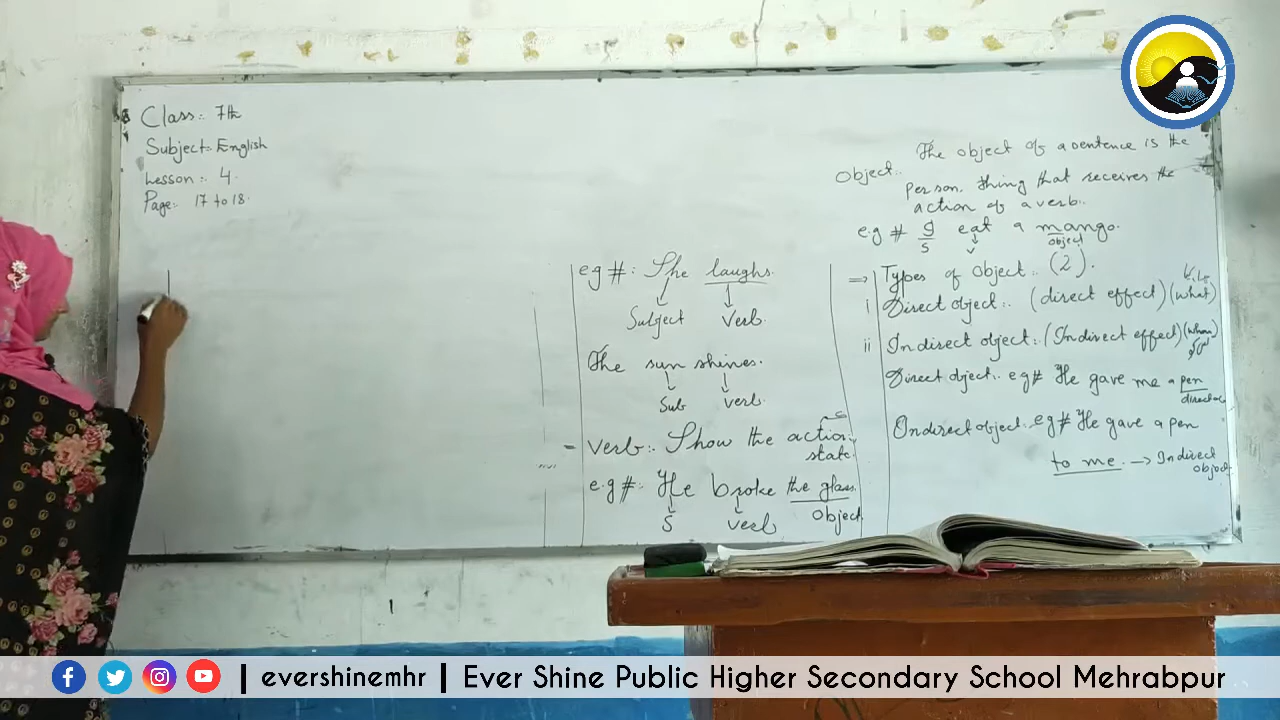 Class:. 7th
Subject:. English
Lesson:. 4.
Page:. 17 to 18.
eg #:. She laughs.
Subject verb.
The sun shines.
Sub verb.
- verb:. Show the action.
state.
e.g #:. He broke the glass.
S verb Object
Object:. The object of a sentence is the
person, thing that receives the
action of a verb.
e.g # I eat a mango.
S v object
⇒ Types of object:. (2).
i Direct object:. (direct effect) (what)
ii Indirect object:. (Indirect effect) (whom)
Direct object:. eg# He gave me a pen
Indirect object:. eg# He gave a pen
to me. → Indirect
object
| evershinemhr | Ever Shine Public Higher Secondary School Mehrabpur